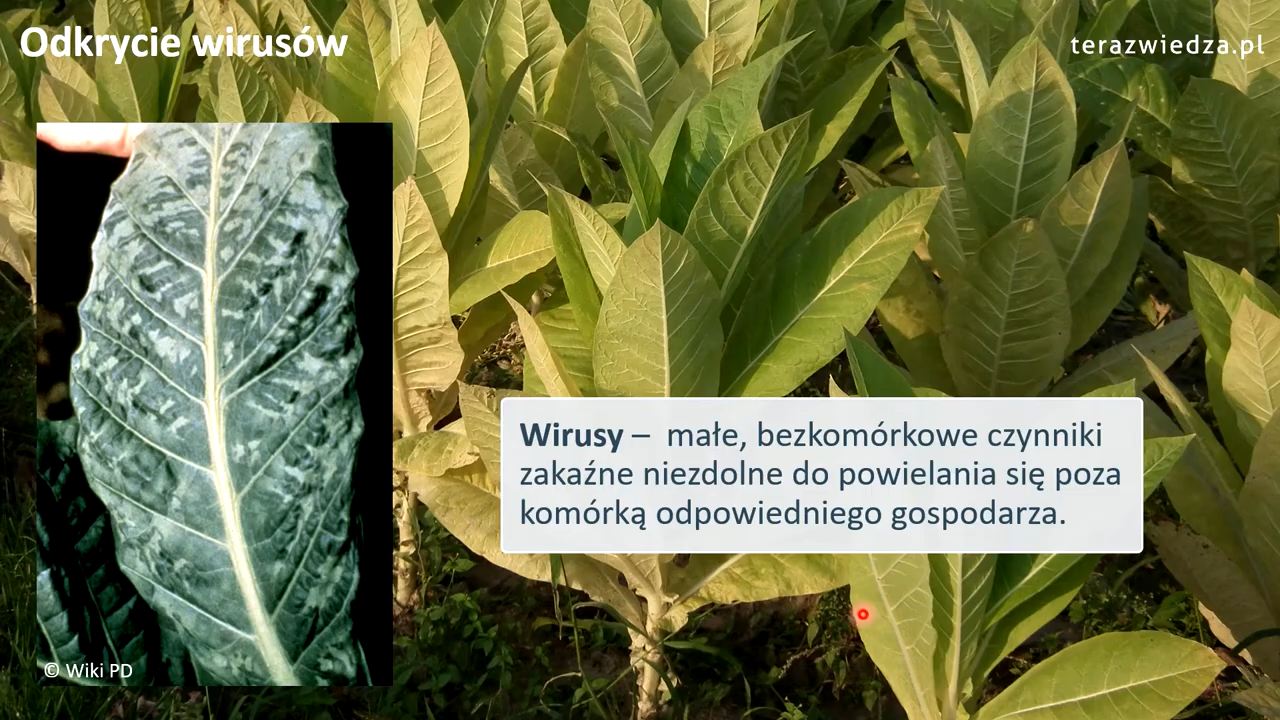 Odkrycie wirusów
terazwiedza.pl
Wirusy – małe, bezkomórkowe czynniki
zakaźne niezdolne do powielania się poza
komórką odpowiedniego gospodarza.
© Wiki PD